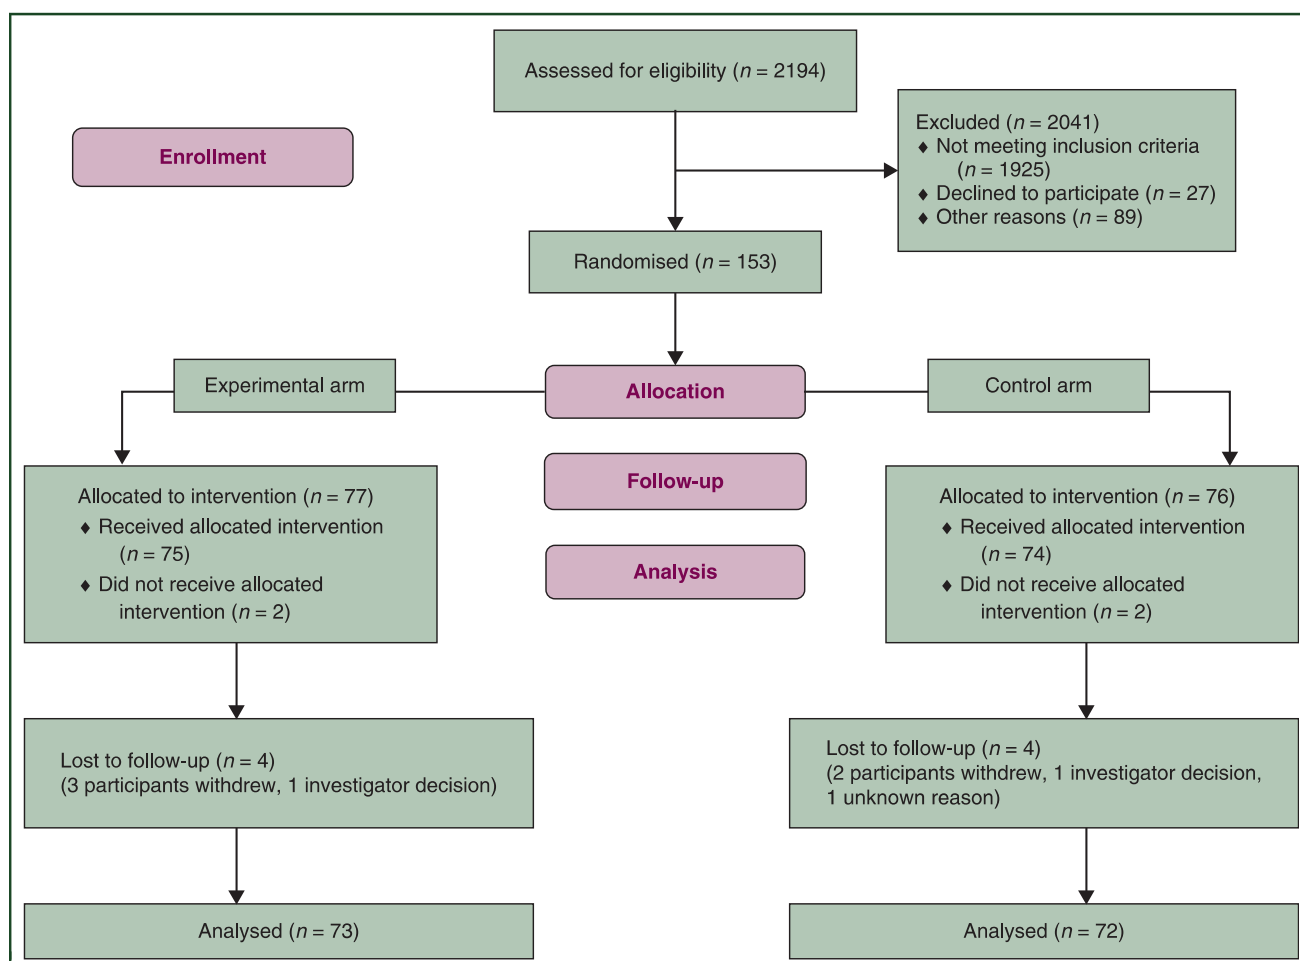 Assessed for eligibility (n = 2194)
Enrollment
Excluded (n = 2041)
♦ Not meeting inclusion criteria
(n = 1925)
♦ Declined to participate (n = 27)
♦ Other reasons (n = 89)
Randomised (n = 153)
Experimental arm
Allocation
Control arm
Follow-up
Analysis
Allocated to intervention (n = 77)
♦ Received allocated intervention
(n = 75)
♦ Did not receive allocated
intervention (n = 2)
Allocated to intervention (n = 76)
♦ Received allocated intervention
(n = 74)
♦ Did not receive allocated
intervention (n = 2)
Lost to follow-up (n = 4)
(3 participants withdrew, 1 investigator decision)
Lost to follow-up (n = 4)
(2 participants withdrew, 1 investigator decision,
1 unknown reason)
Analysed (n = 73)
Analysed (n = 72)